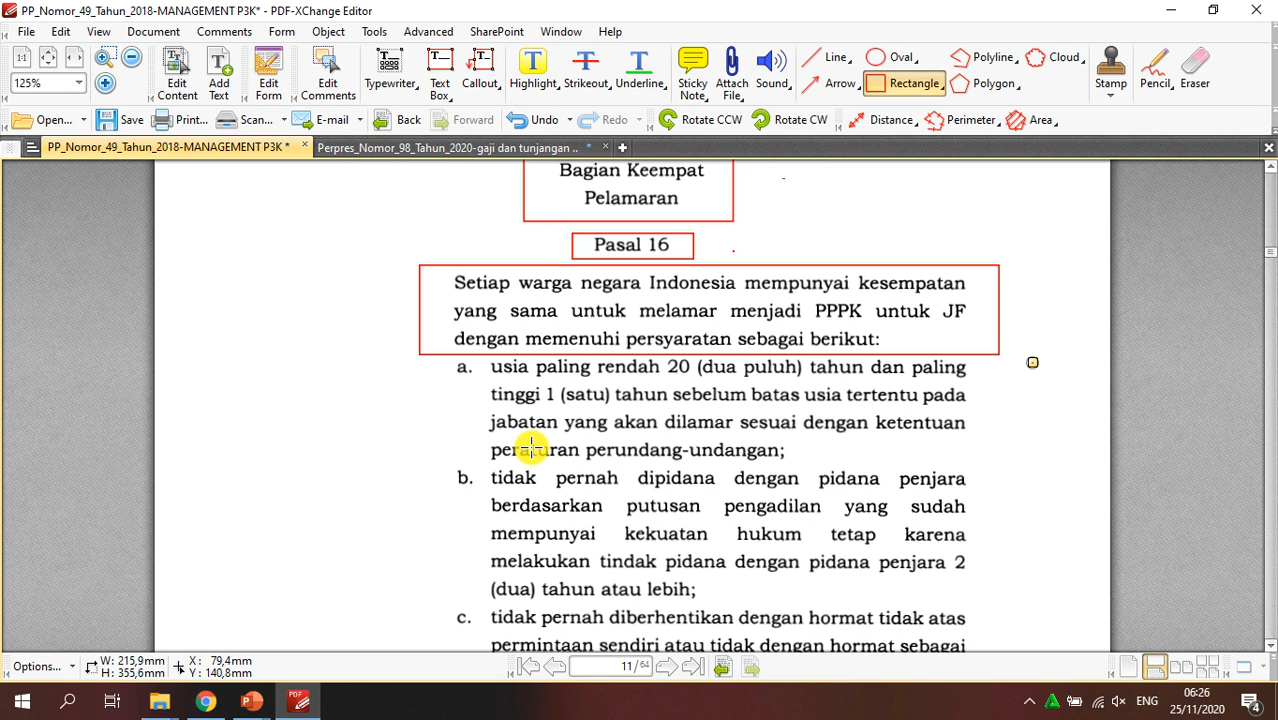 PP_Nomor_49_Tahun_2018-MANAGEMENT P3K* - PDF-XChange Editor
File Edit View Document Comments Form Tools Advanced SharePoint Window Help
125%
Edit Content
Add Text
Edit Form
Edit Comments
Typewriter
Text Box
Callout
Highlight
Strikeout
Underline
Sticky Note
Attach File
Sound
Line
Arrow
Oval
Rectangle
Polyline
Polygon
Cloud
Stamp
Pencil
Eraser
Open... Save Print... Scan... E-mail Back Forward Undo Redo Rotate CCW Rotate CW Distance Perimeter Area
PP_Nomor_49_Tahun_2018-MANAGEMENT P3K * Perpres_Nomor_98_Tahun_2020-gaji dan tunjangan .. *
Bagian Keempat
Pelamaran
Pasal 16
Setiap warga negara Indonesia mempunyai kesempatan
yang sama untuk melamar menjadi PPPK untuk JF
dengan memenuhi persyaratan sebagai berikut:
a. usia paling rendah 20 (dua puluh) tahun dan paling
tinggi 1 (satu) tahun sebelum batas usia tertentu pada
jabatan yang akan dilamar sesuai dengan ketentuan
peraturan perundang-undangan;
b. tidak pernah dipidana dengan pidana penjara
berdasarkan putusan pengadilan yang sudah
mempunyai kekuatan hukum tetap karena
melakukan tindak pidana dengan pidana penjara 2
(dua) tahun atau lebih;
c. tidak pernah diberhentikan dengan hormat tidak atas
permintaan sendiri atau tidak dengan hormat sebagai
Options... W: 215,9mm X: 79,4mm 11 / 64
H: 355,6mm Y: 140,8mm
ENG 06:26
25/11/2020 4